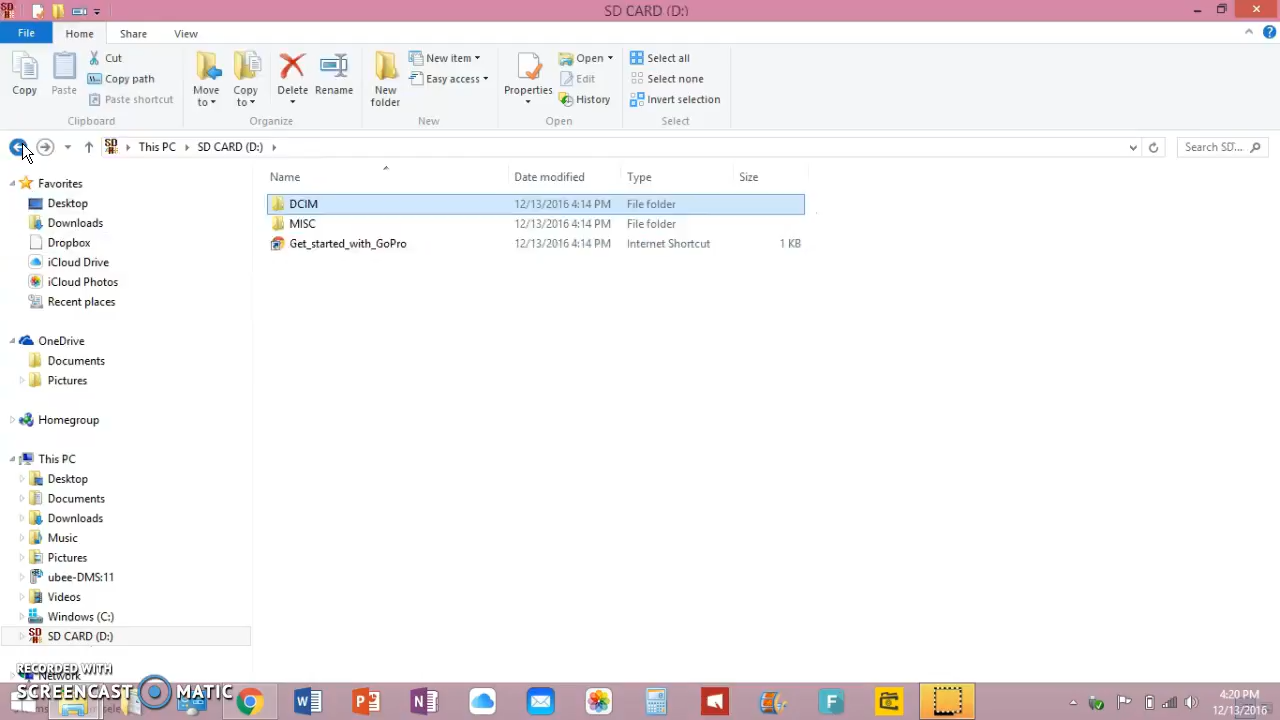 SD CARD (D:)
File Home Share View
Copy
Paste
Cut
Copy path
Paste shortcut
Clipboard
Move to
Copy to
Delete
Rename
Organize
New folder
New item
Easy access
New
Properties
Open
Edit
History
Open
Select all
Select none
Invert selection
Select
This PC SD CARD (D:)
Search SD...
Name Date modified Type Size
DCIM 12/13/2016 4:14 PM File folder
MISC 12/13/2016 4:14 PM File folder
Get_started_with_GoPro 12/13/2016 4:14 PM Internet Shortcut 1 KB
Favorites
Desktop
Downloads
Dropbox
iCloud Drive
iCloud Photos
Recent places
OneDrive
Documents
Pictures
Homegroup
This PC
Desktop
Documents
Downloads
Music
Pictures
ubee-DMS:11
Videos
Windows (C:)
SD CARD (D:)
Network
RECORDED WITH
SCREENCAST MATIC
4:20 PM
12/13/2016